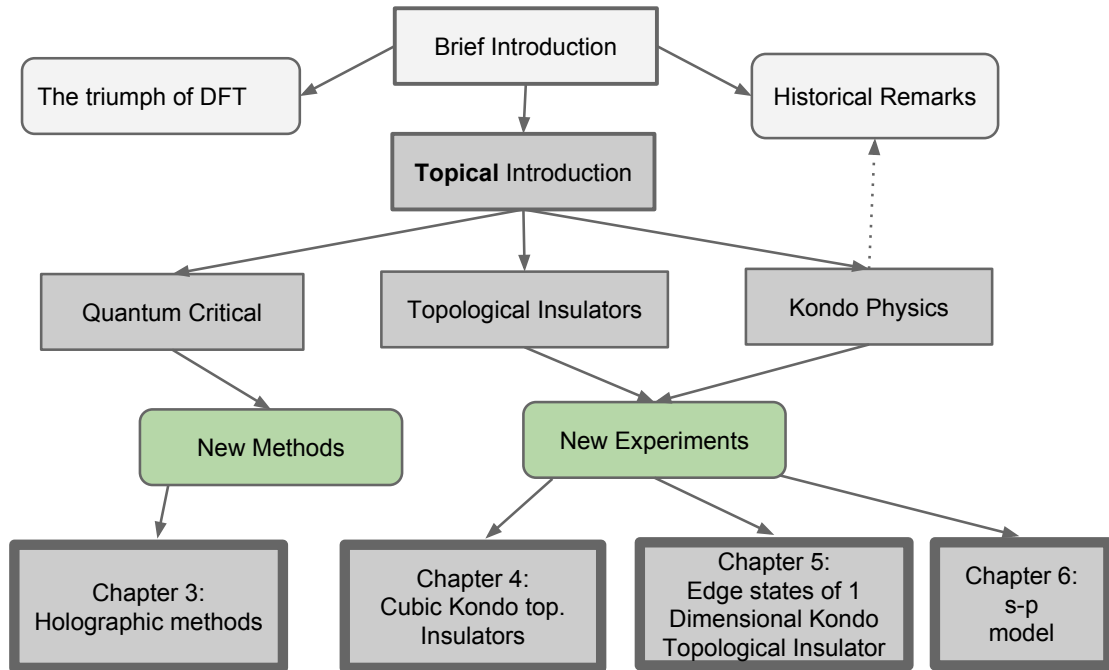 Brief Introduction
The triumph of DFT
Historical Remarks
Topical Introduction
Quantum Critical
Topological Insulators
Kondo Physics
New Methods
New Experiments
Chapter 3:
Holographic methods
Chapter 4:
Cubic Kondo top.
Insulators
Chapter 5:
Edge states of 1
Dimensional Kondo
Topological Insulator
Chapter 6:
s-p
model